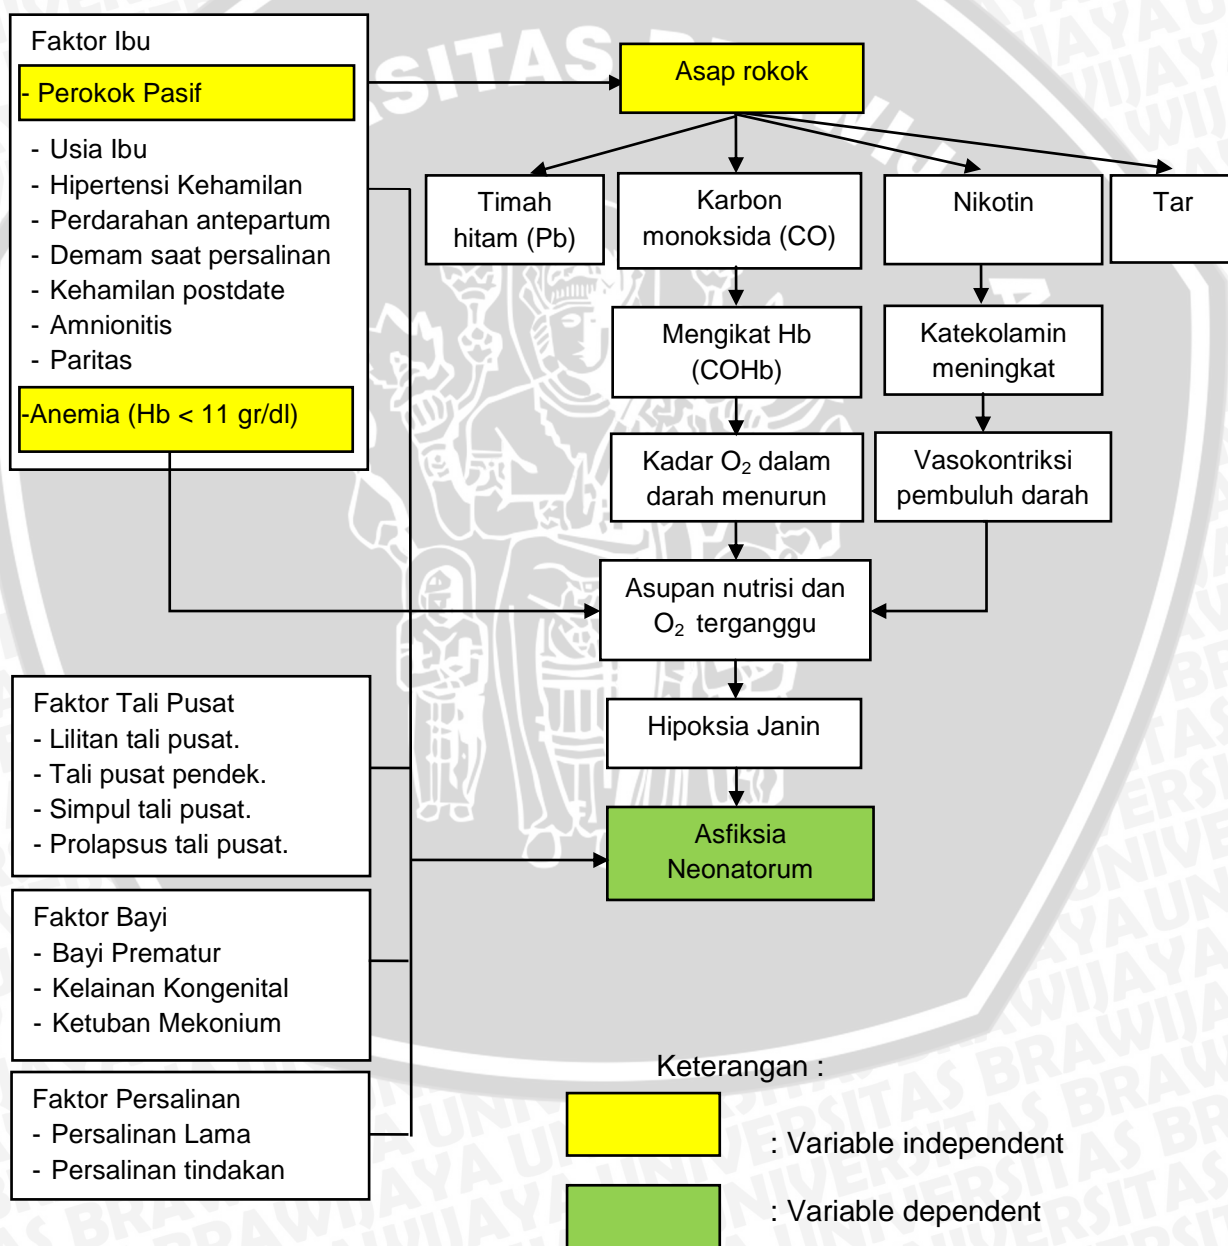 Faktor Ibu
- Perokok Pasif
- Usia Ibu
- Hipertensi Kehamilan
- Perdarahan antepartum
- Demam saat persalinan
- Kehamilan postdate
- Amnionitis
- Paritas
-Anemia (Hb < 11 gr/dl)
Asap rokok
Timah
hitam (Pb)
Karbon
monoksida (CO)
Nikotin
Tar
Mengikat Hb
(COHb)
Katekolamin
meningkat
Kadar O₂ dalam
darah menurun
Vasokontriksi
pembuluh darah
Asupan nutrisi dan
O₂ terganggu
Hipoksia Janin
Asfiksia
Neonatorum
Faktor Tali Pusat
- Lilitan tali pusat.
- Tali pusat pendek.
- Simpul tali pusat.
- Prolapsus tali pusat.
Faktor Bayi
- Bayi Prematur
- Kelainan Kongenital
- Ketuban Mekonium
Faktor Persalinan
- Persalinan Lama
- Persalinan tindakan
Keterangan :
: Variable independent
: Variable dependent